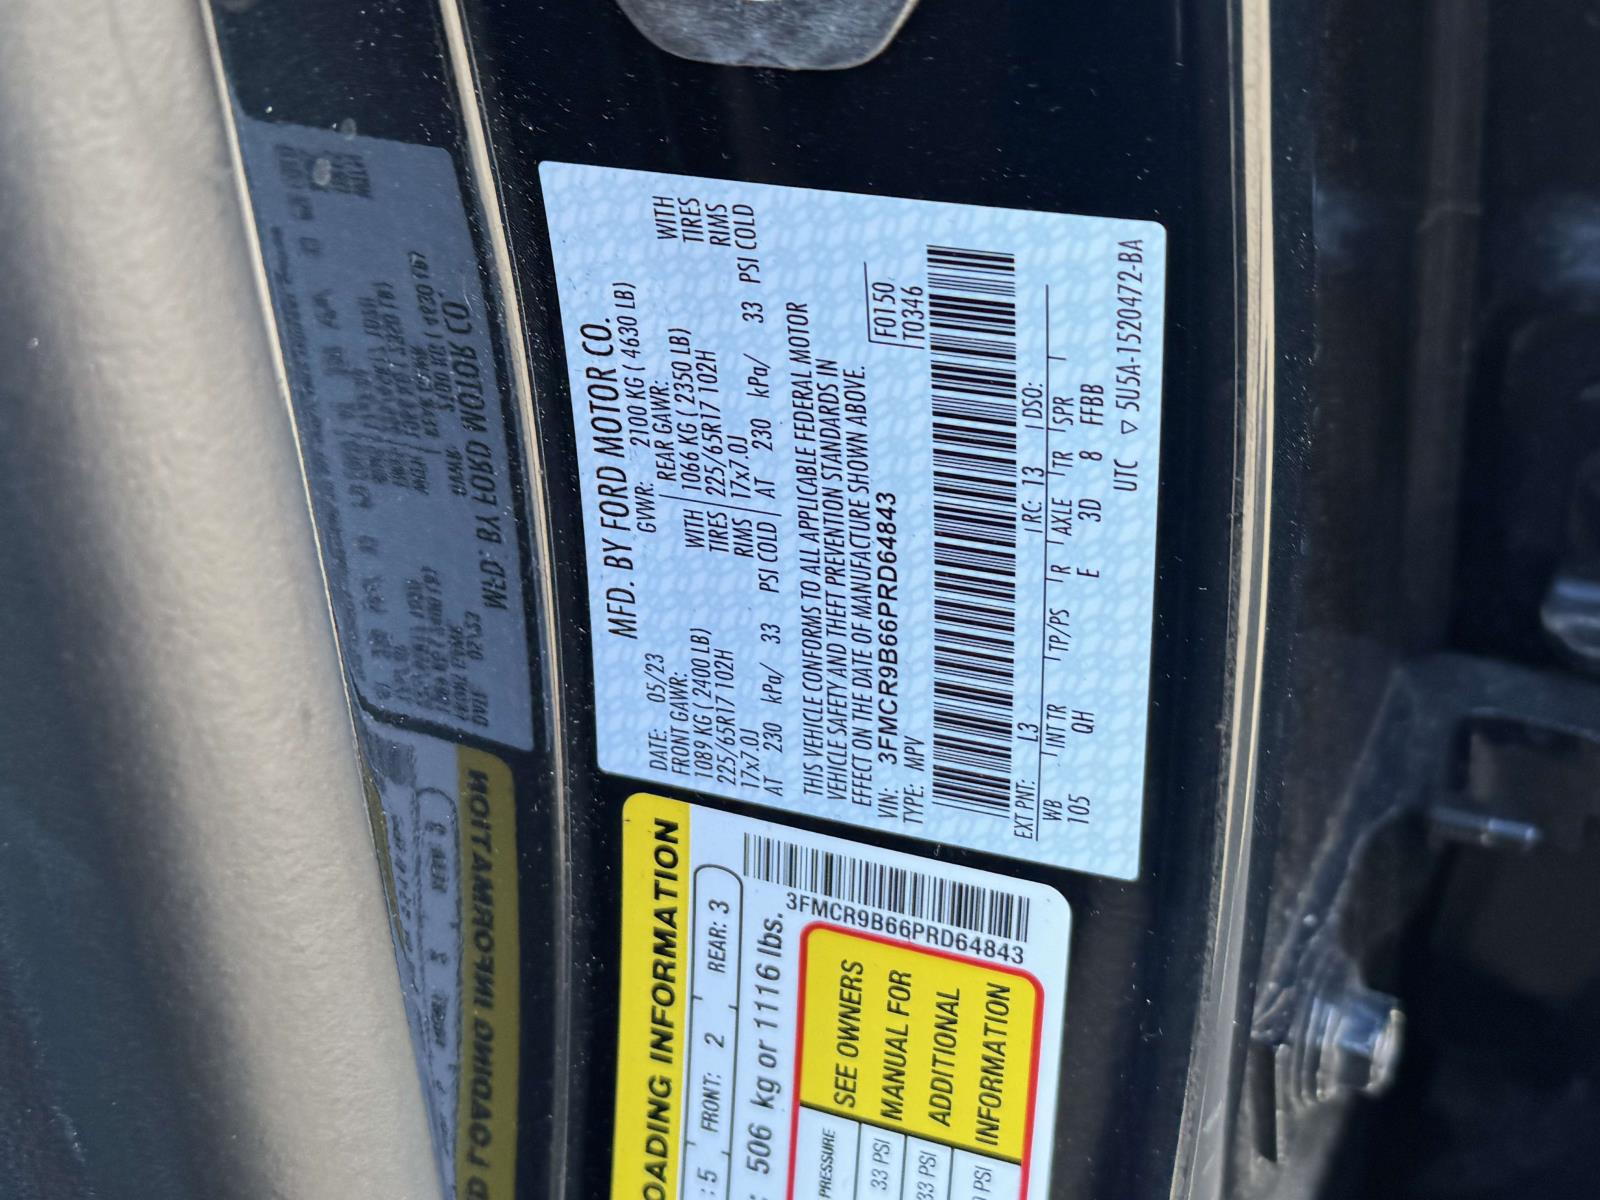 MFD. BY FORD MOTOR CO.
DATE: 05/23 GVWR: 2100 KG ( 4630 LB)
FRONT GAWR: REAR GAWR:
1089 KG ( 2400 LB) WITH 1066 KG ( 2350 LB) WITH
225/65R17 102H TIRES 225/65R17 102H TIRES
17x7.0J RIMS 17x7.0J RIMS
AT 230 kPa/ 33 PSI COLD AT 230 kPa/ 33 PSI COLD
THIS VEHICLE CONFORMS TO ALL APPLICABLE FEDERAL MOTOR
VEHICLE SAFETY AND THEFT PREVENTION STANDARDS IN
EFFECT ON THE DATE OF MANUFACTURE SHOWN ABOVE.
VIN: 3FMCR9B66PRD64843 F0150
TYPE: MPV T0346
EXT PNT: L3 RC: 13 DSO:
WB INT TR TP/PS R AXLE TR SPR
105 QH E 3D 8 FFBB
UTC ▽ 5U5A-1520472-BA
OADING INFORMATION
: 5 FRONT: 2 REAR: 3
506 kg or 1116 lbs.
3FMCR9B66PRD64843
PRESSURE
33 PSI
33 PSI
PSI
SEE OWNERS
MANUAL FOR
ADDITIONAL
INFORMATION